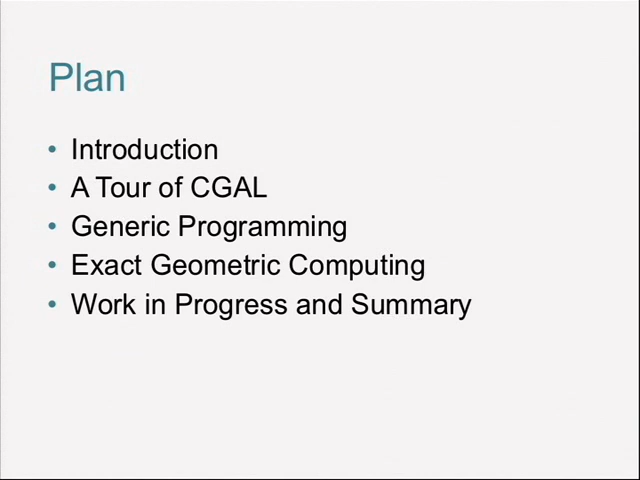 Plan
• Introduction
• A Tour of CGAL
• Generic Programming
• Exact Geometric Computing
• Work in Progress and Summary